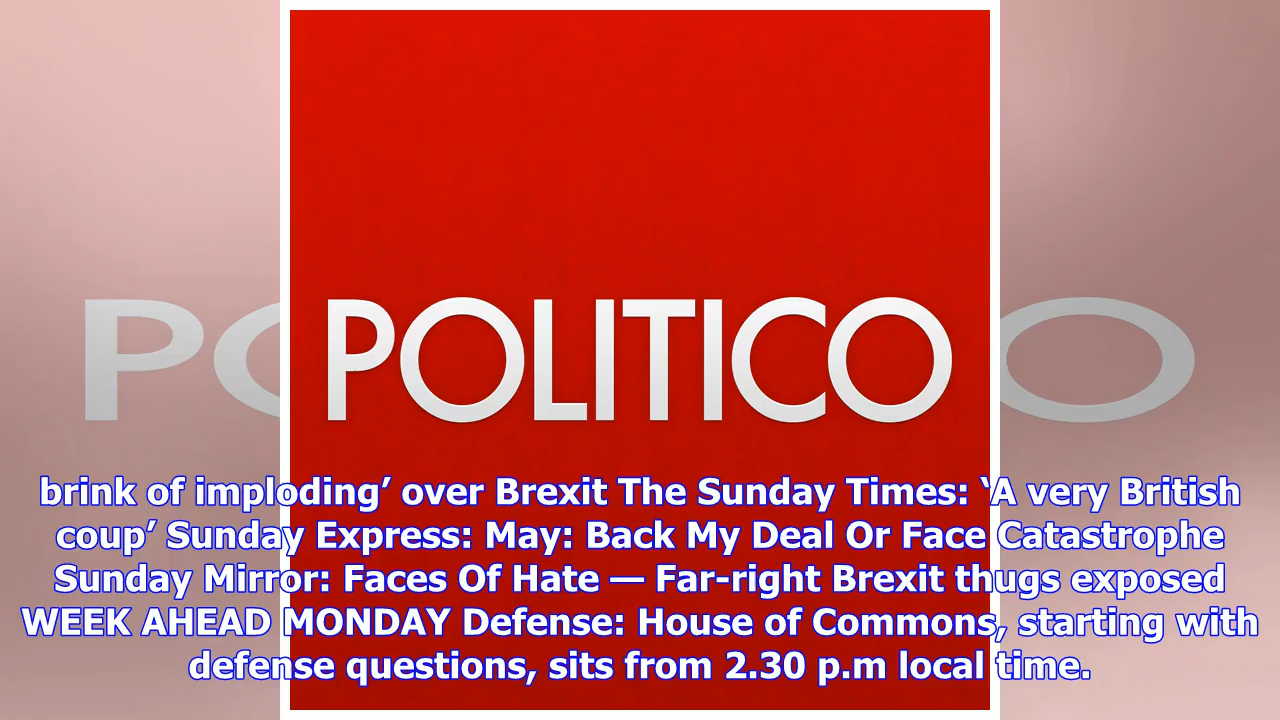 POLITICO
brink of imploding’ over Brexit The Sunday Times: ‘A very British
coup’ Sunday Express: May: Back My Deal Or Face Catastrophe
Sunday Mirror: Faces Of Hate — Far-right Brexit thugs exposed
WEEK AHEAD MONDAY Defense: House of Commons, starting with
defense questions, sits from 2.30 p.m local time.